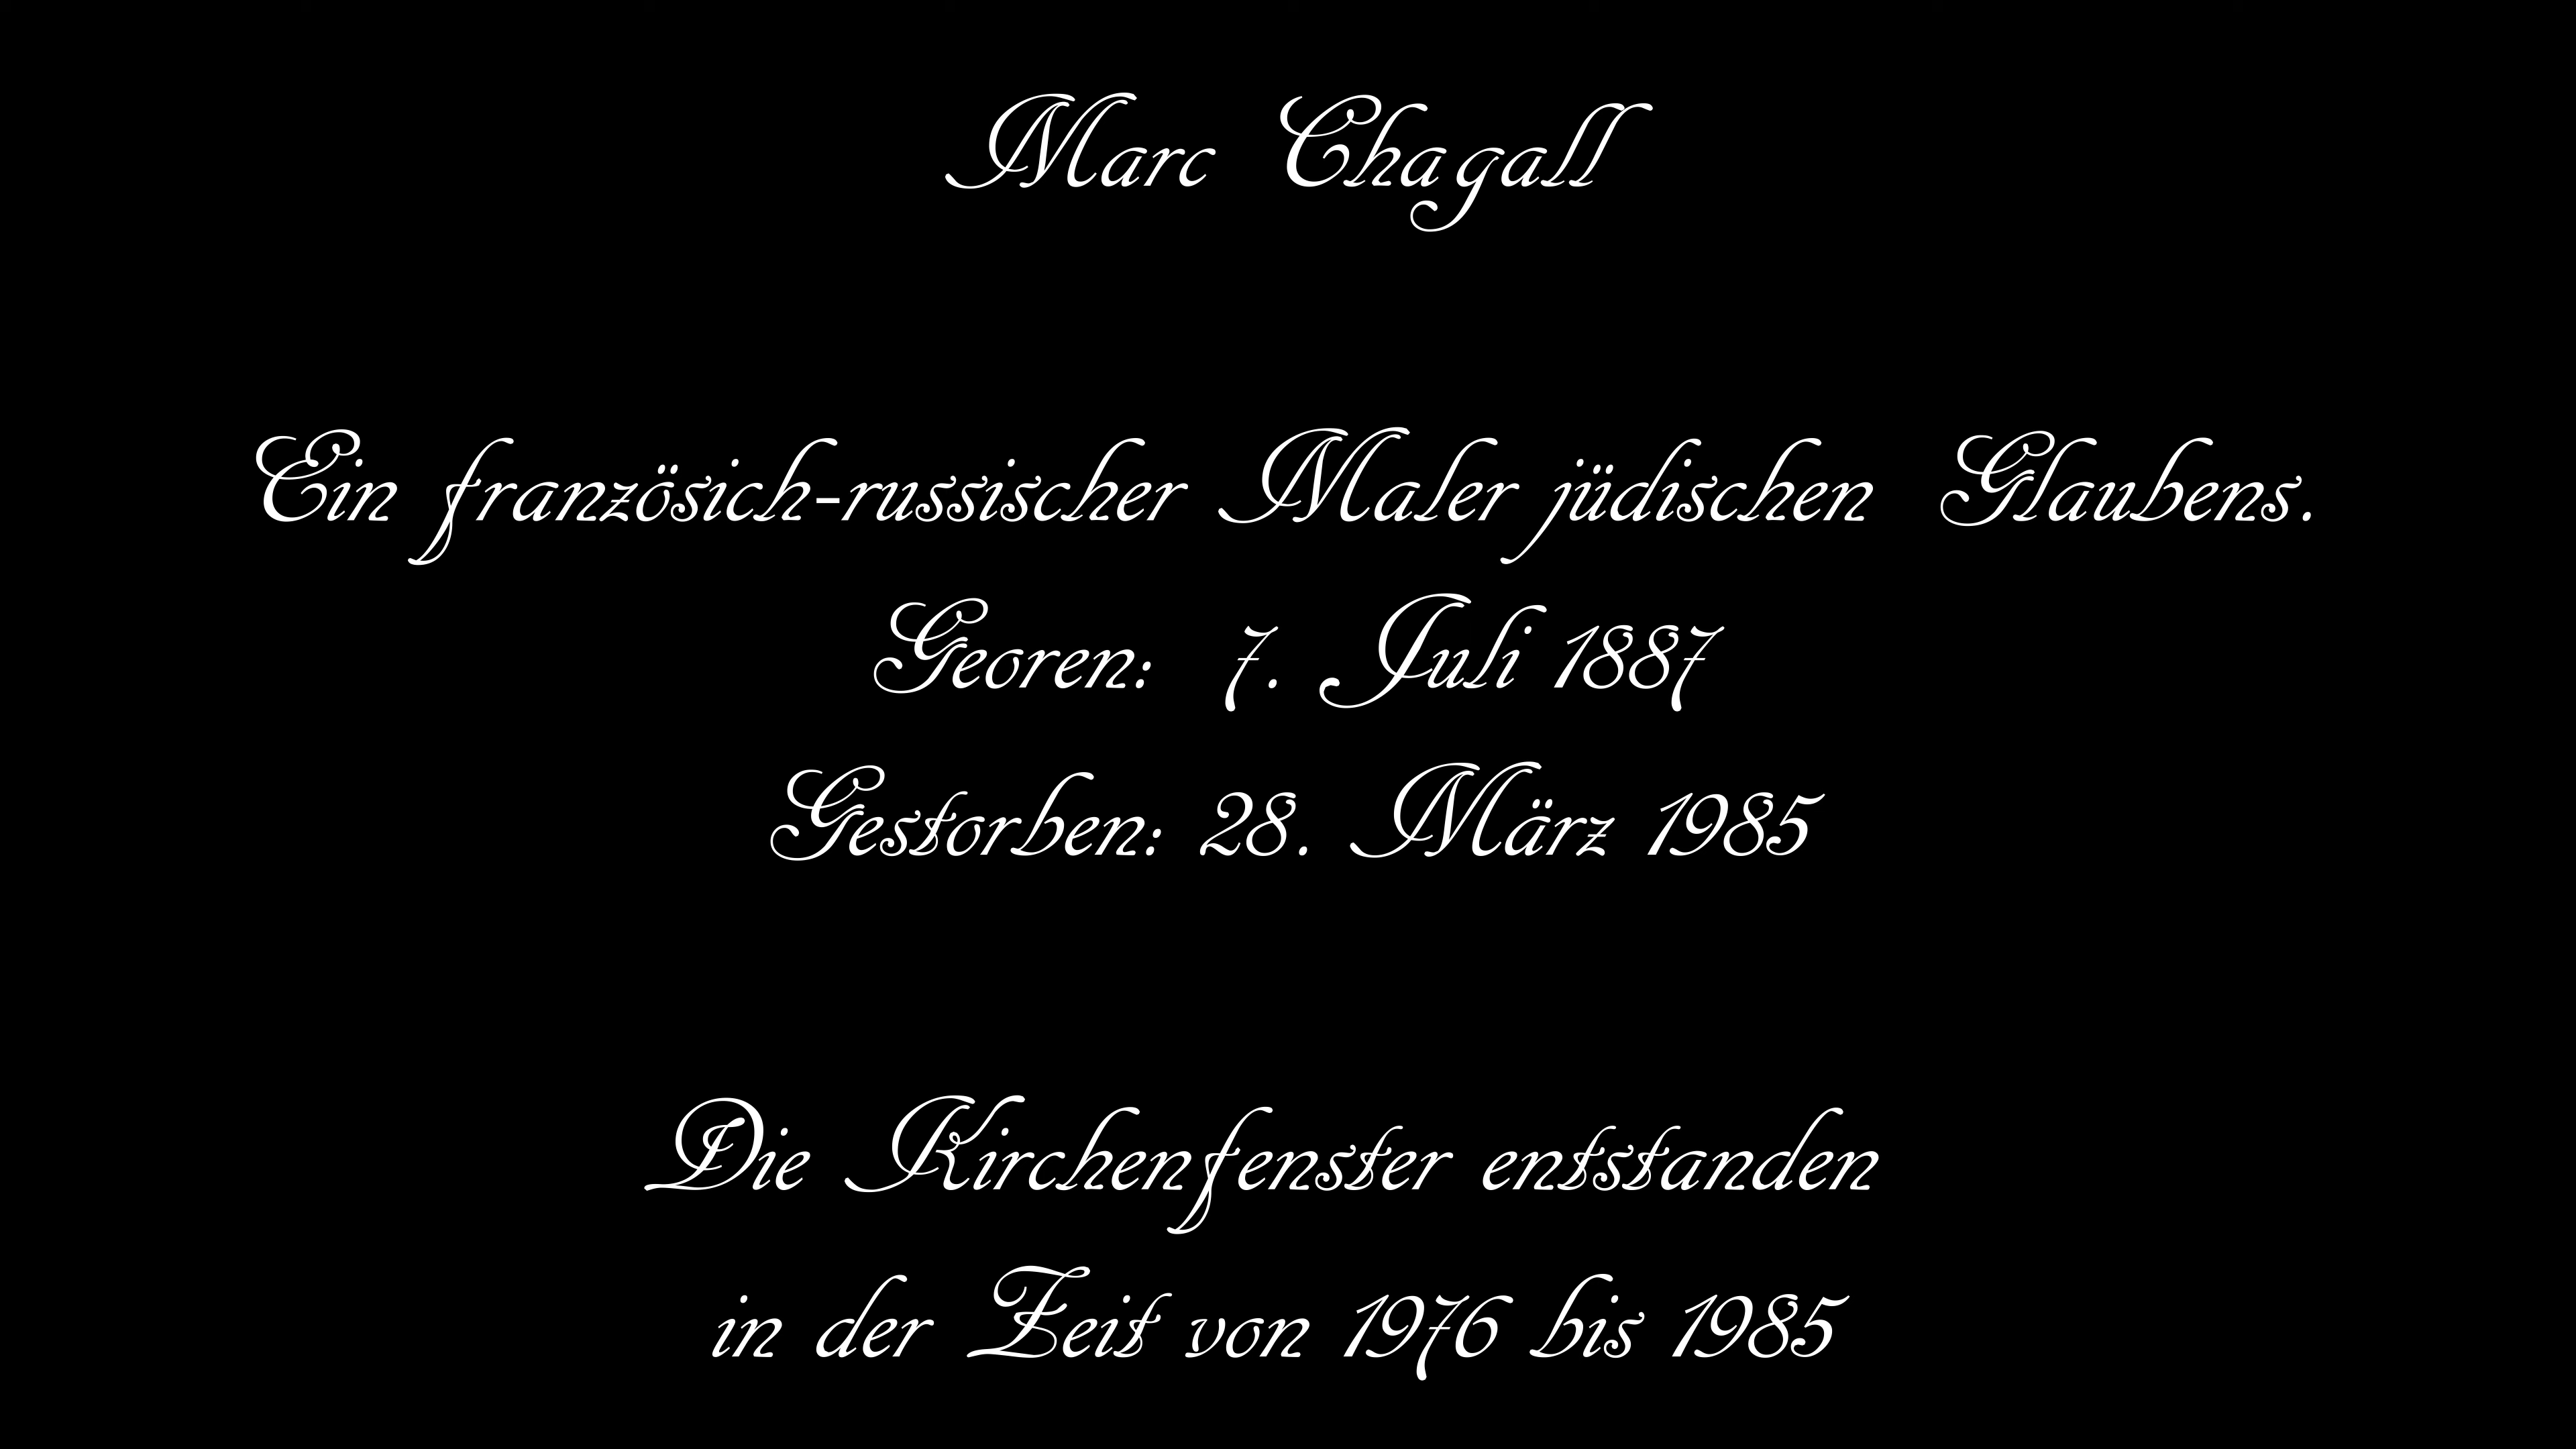 Marc Chagall
Ein französich-russischer Maler jüdischen Glaubens.
Georen: 7. Juli 1887
Gestorben: 28. März 1985
Die Kirchenfenster entstanden
in der Zeit von 1976 bis 1985